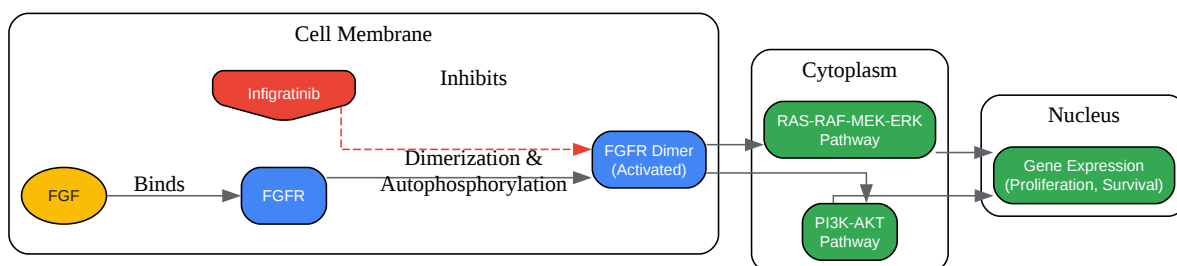 Cell Membrane
Inhibits
Infigratinib
FGF
Binds
FGFR
Dimerization &
Autophosphorylation
FGFR Dimer
(Activated)
Cytoplasm
RAS-RAF-MEK-ERK
Pathway
PI3K-AKT
Pathway
Nucleus
Gene Expression
(Proliferation, Survival)